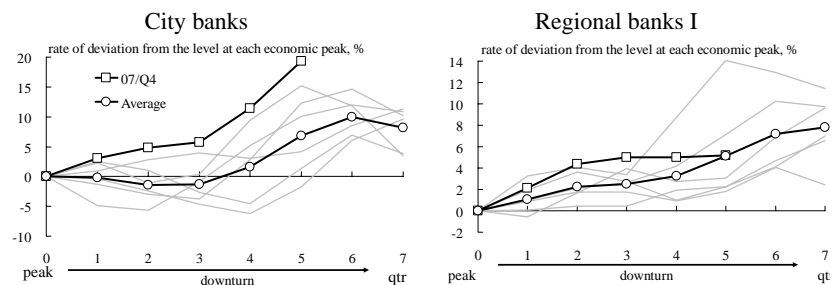 City banks
rate of deviation from the level at each economic peak, %
20
15
10
5
0
-5
-10
07/Q4
Average
0 1 2 3 4 5 6 7
peak downturn qtr
Regional banks I
rate of deviation from the level at each economic peak, %
14
12
10
8
6
4
2
0
-2
0 1 2 3 4 5 6 7
peak downturn qt